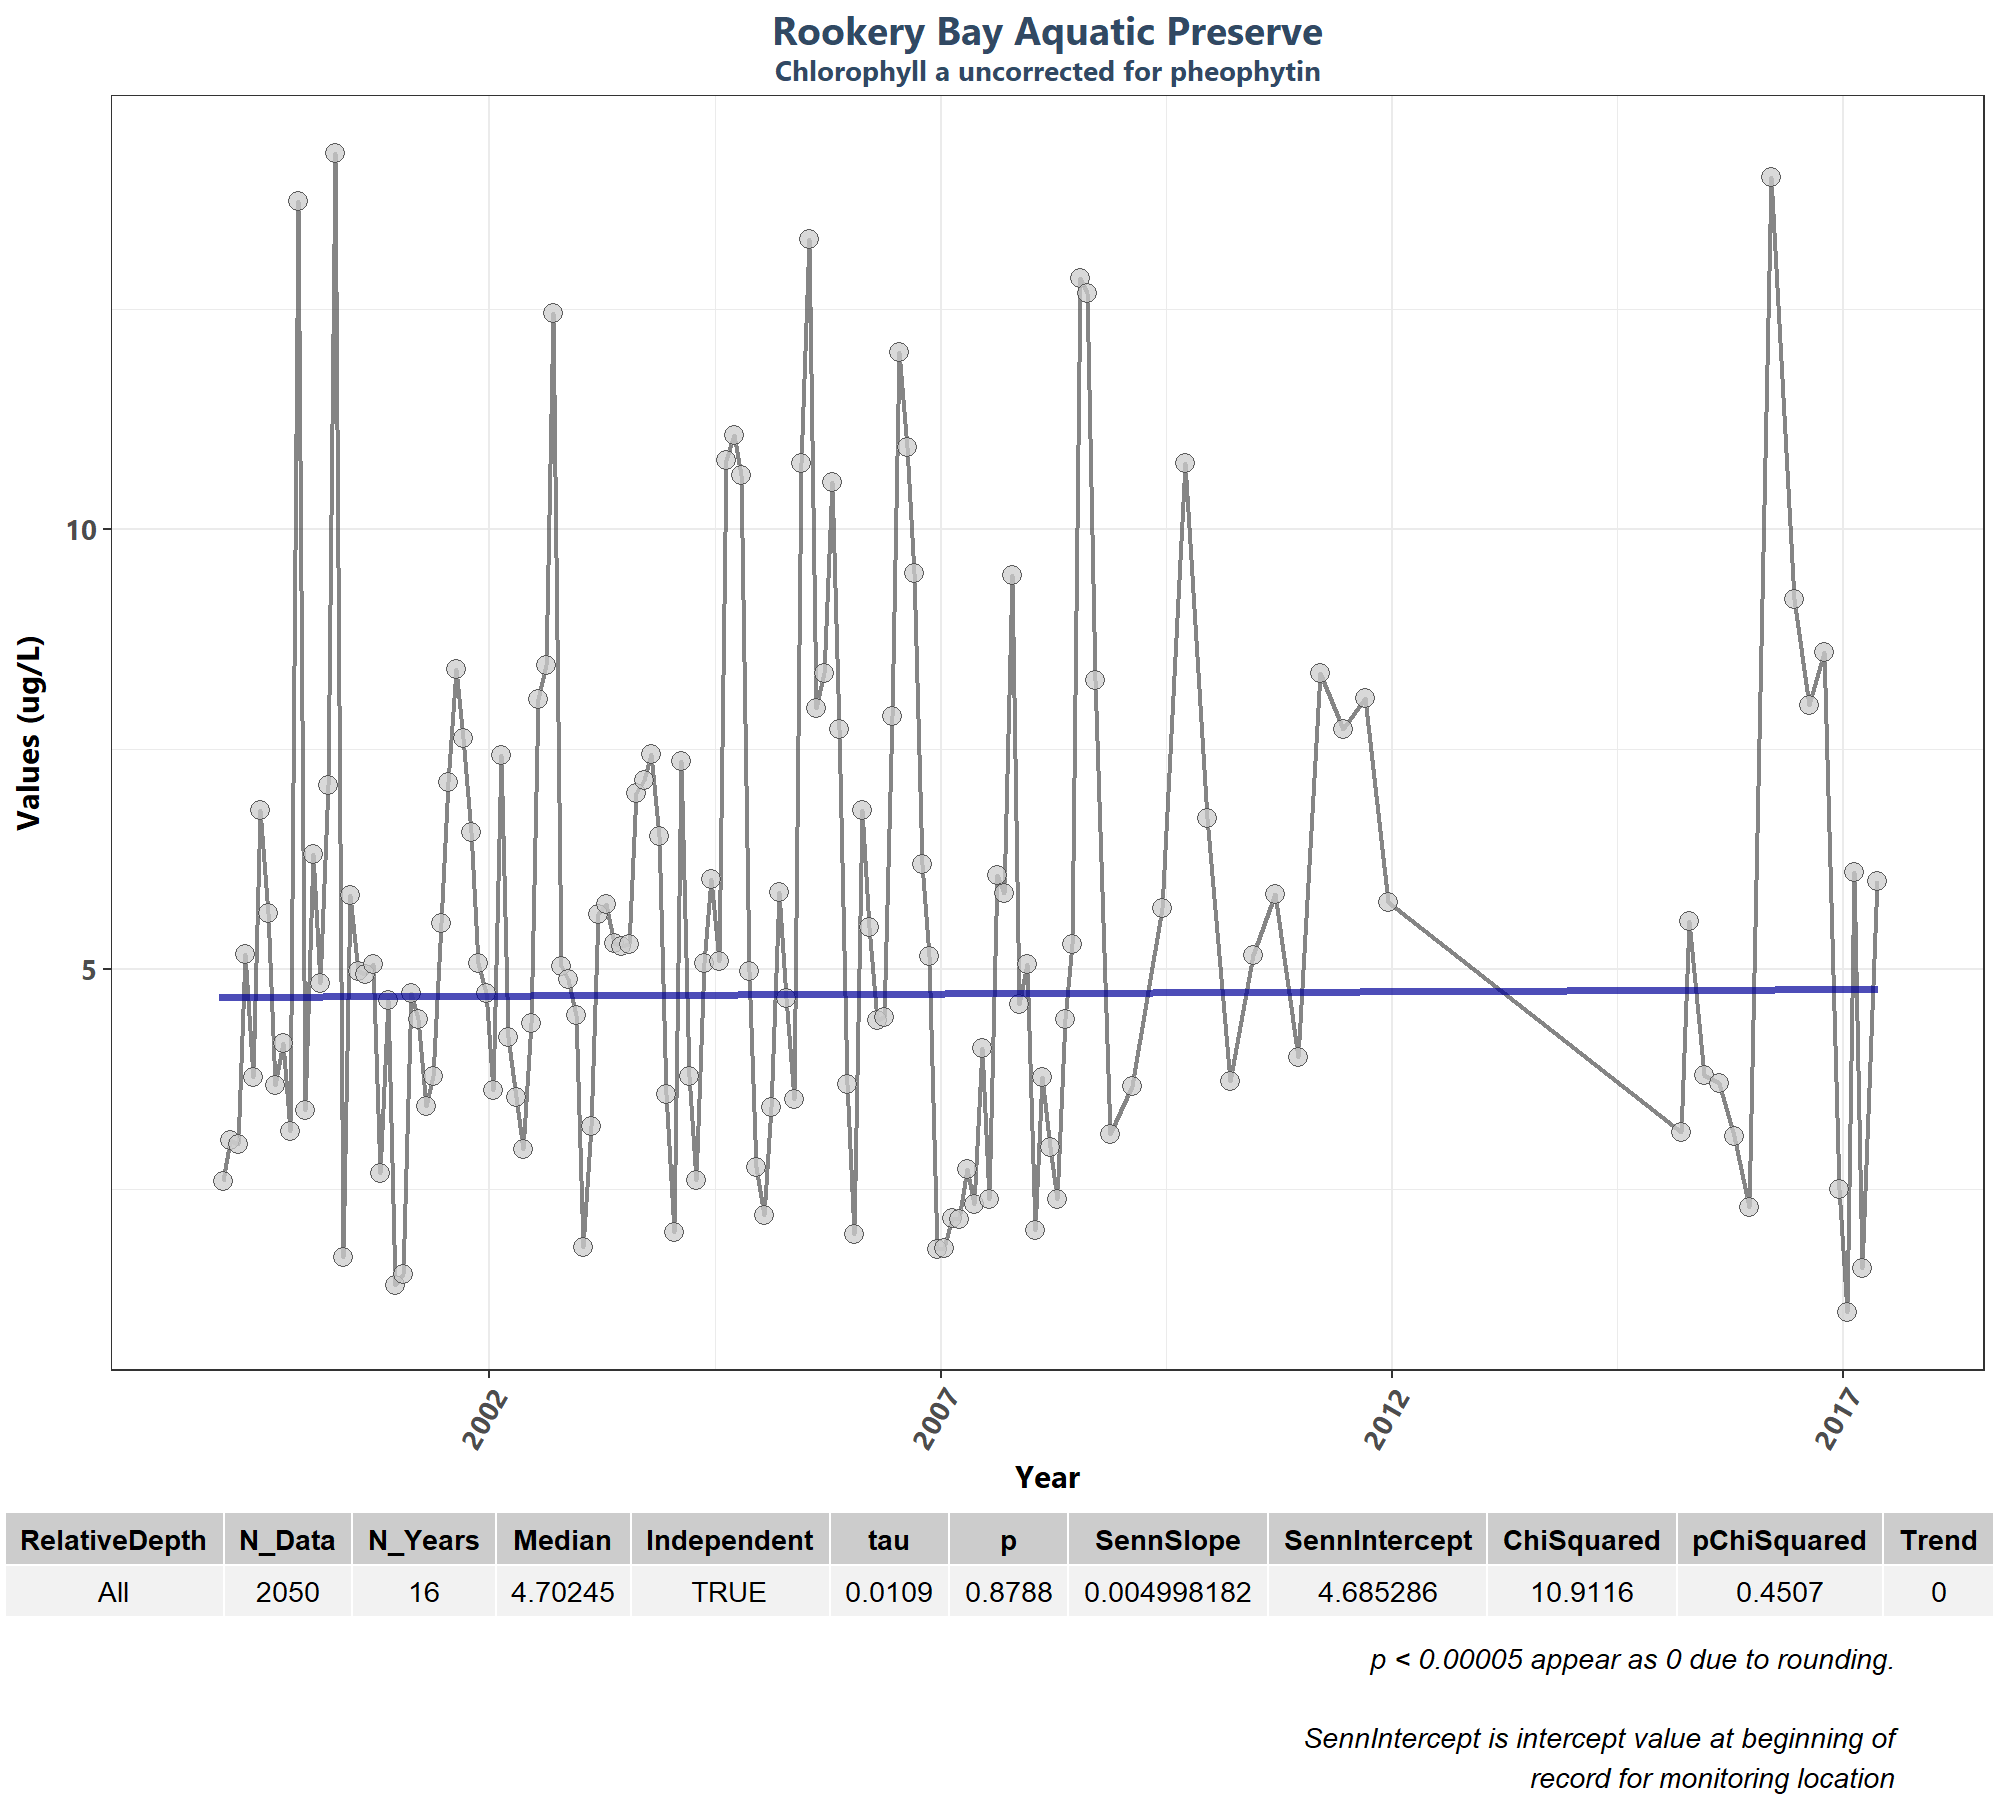 Rookery Bay Aquatic Preserve
Chlorophyll a uncorrected for pheophytin
Values (ug/L)
10
5
2002 2007 2012 2017
Year
RelativeDepth N_Data N_Years Median Independent tau p SennSlope SennIntercept ChiSquared pChiSquared Trend
All 2050 16 4.70245 TRUE 0.0109 0.8788 0.004998182 4.685286 10.9116 0.4507 0
p < 0.00005 appear as 0 due to rounding.
SennIntercept is intercept value at beginning of
record for monitoring location